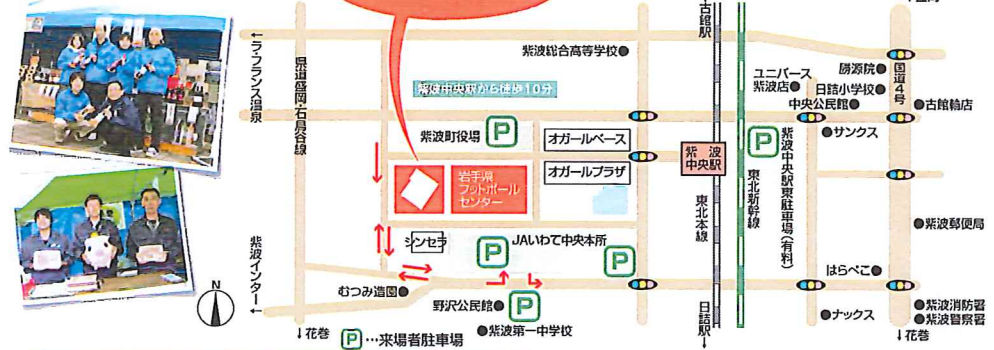 古館駅
←ラ・フランス温泉
県道盛岡・石鳥谷線
紫波総合高等学校
紫波中央駅から徒歩10分
ユニバース
紫波店
勝源院
日詰小学校
中央公民館
国道4号
古館輪店
サンクス
紫波町役場
P
オガールベース
オガールプラザ
岩手県
フットボール
センター
紫波
中央駅
P
紫波中央駅東駐車場(有料)
東北新幹線
東北本線
紫波郵便局
シンセラ
P
JAいわて中央本所
P
はらぺこ
紫波インター→
N
むつみ造園
野沢公民館
P
紫波第一中学校
ナックス
紫波消防署
紫波警察署
↓花巻
P…来場者駐車場
日詰駅→
↓花巻